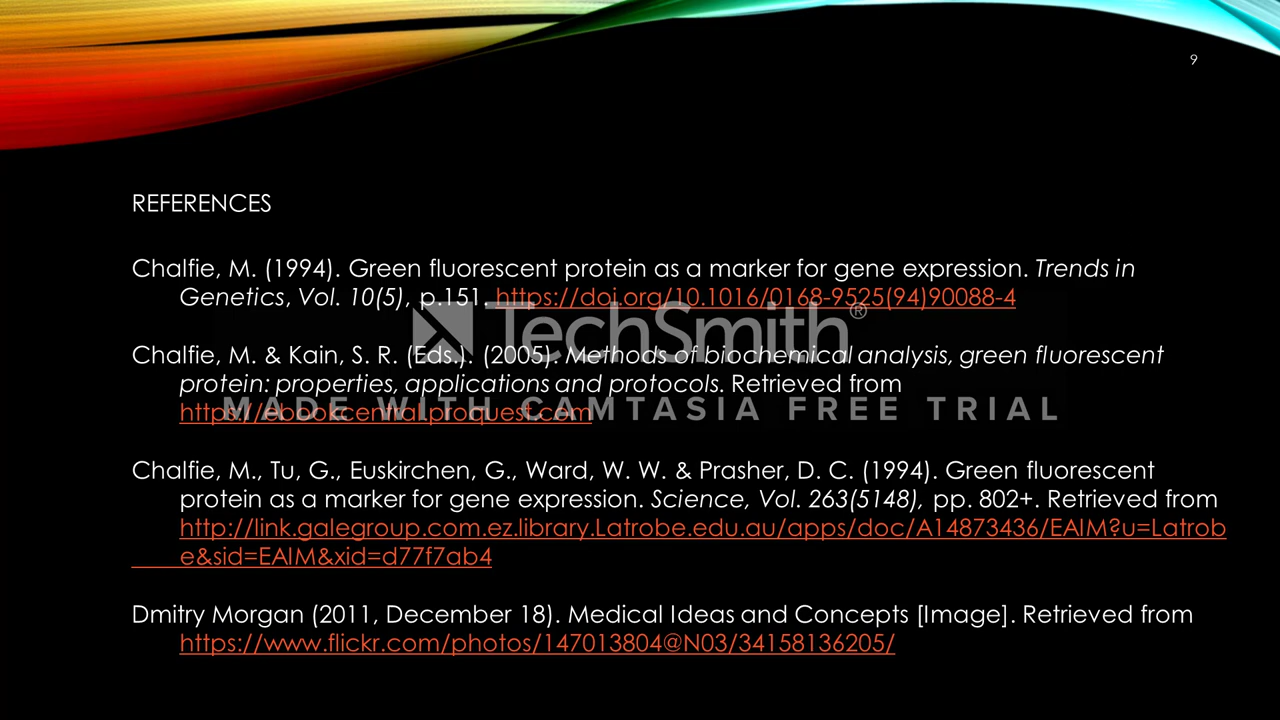 9
REFERENCES
Chalfie, M. (1994). Green fluorescent protein as a marker for gene expression. Trends in
Genetics, Vol. 10(5), p.151. https://doi.org/10.1016/0168-9525(94)90088-4
TechSmith®
Chalfie, M. & Kain, S. R. (Eds.). (2005). Methods of biochemical analysis, green fluorescent
protein: properties, applications and protocols. Retrieved from
https://ebookcentral.proquest.com
MADE WITH CAMTASIA FREE TRIAL
Chalfie, M., Tu, G., Euskirchen, G., Ward, W. W. & Prasher, D. C. (1994). Green fluorescent
protein as a marker for gene expression. Science, Vol. 263(5148), pp. 802+. Retrieved from
http://link.galegroup.com.ez.library.Latrobe.edu.au/apps/doc/A14873436/EAIM?u=Latrob
e&sid=EAIM&xid=d77f7ab4
Dmitry Morgan (2011, December 18). Medical Ideas and Concepts [Image]. Retrieved from
https://www.flickr.com/photos/147013804@N03/34158136205/